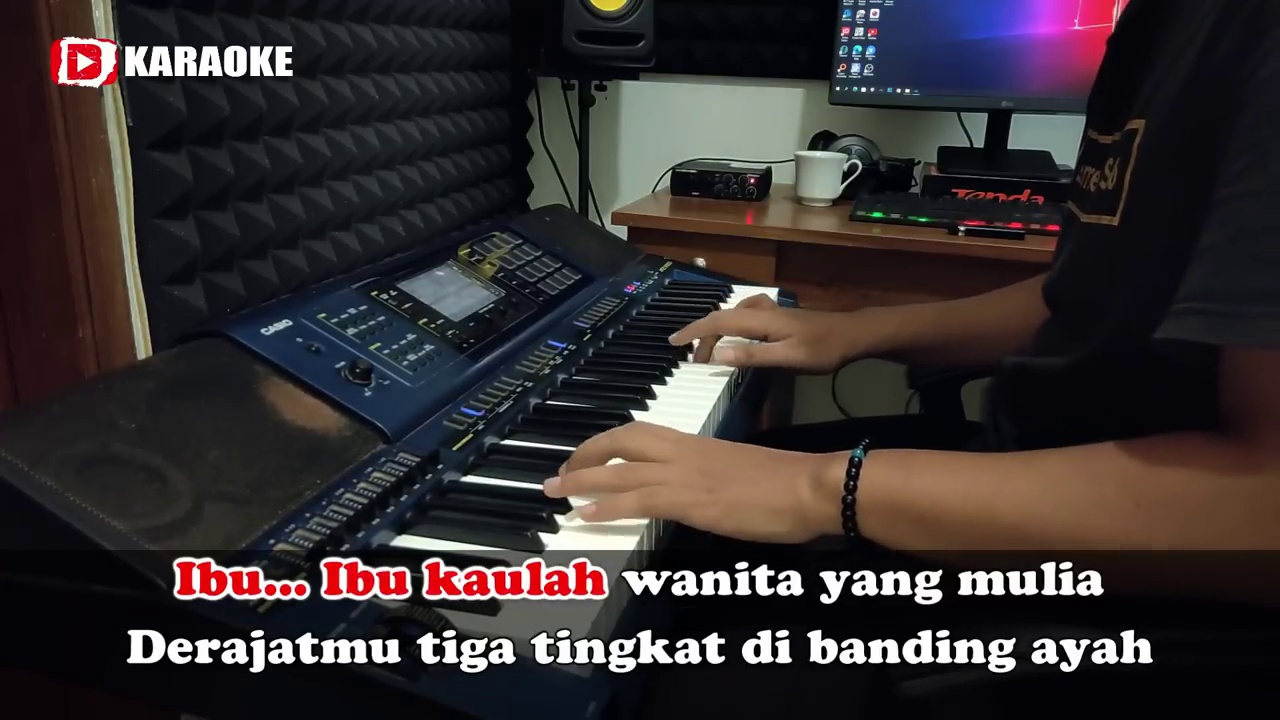 KARAOKE
CASIO
Tenda
Ibu... Ibu kaulah wanita yang mulia
Derajatmu tiga tingkat di banding ayah